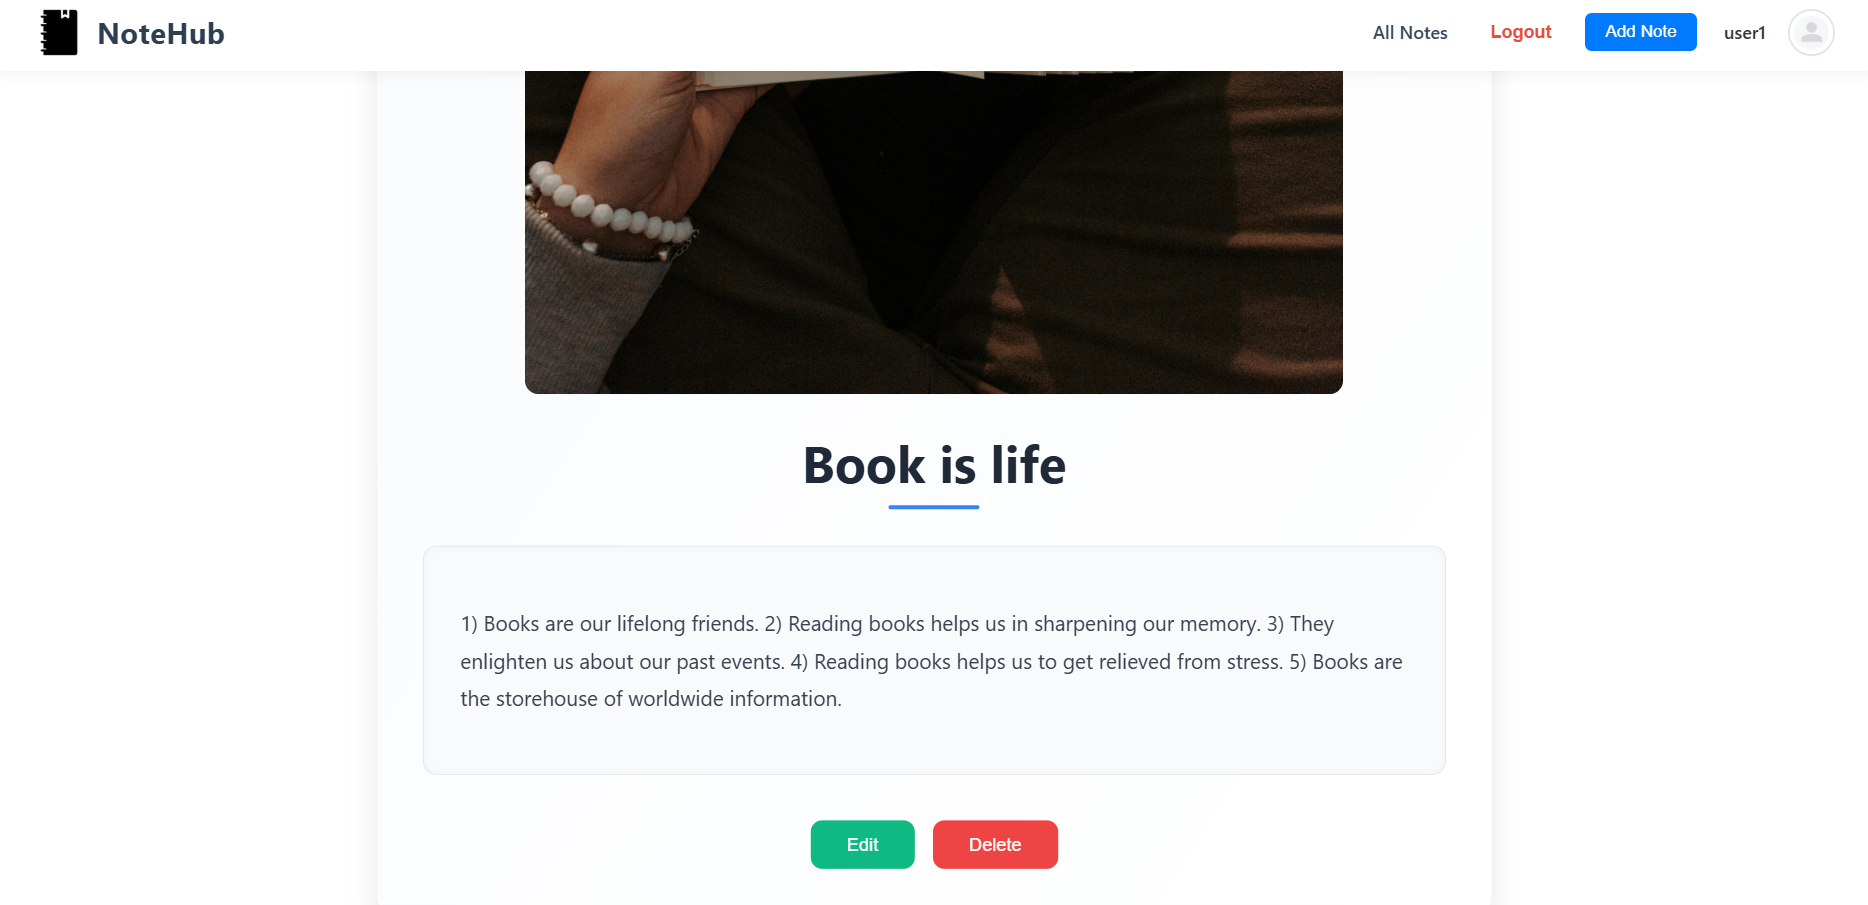 NoteHub
All Notes
Logout
Add Note
user1
Book is life
1) Books are our lifelong friends. 2) Reading books helps us in sharpening our memory. 3) They
enlighten us about our past events. 4) Reading books helps us to get relieved from stress. 5) Books are
the storehouse of worldwide information.
Edit
Delete